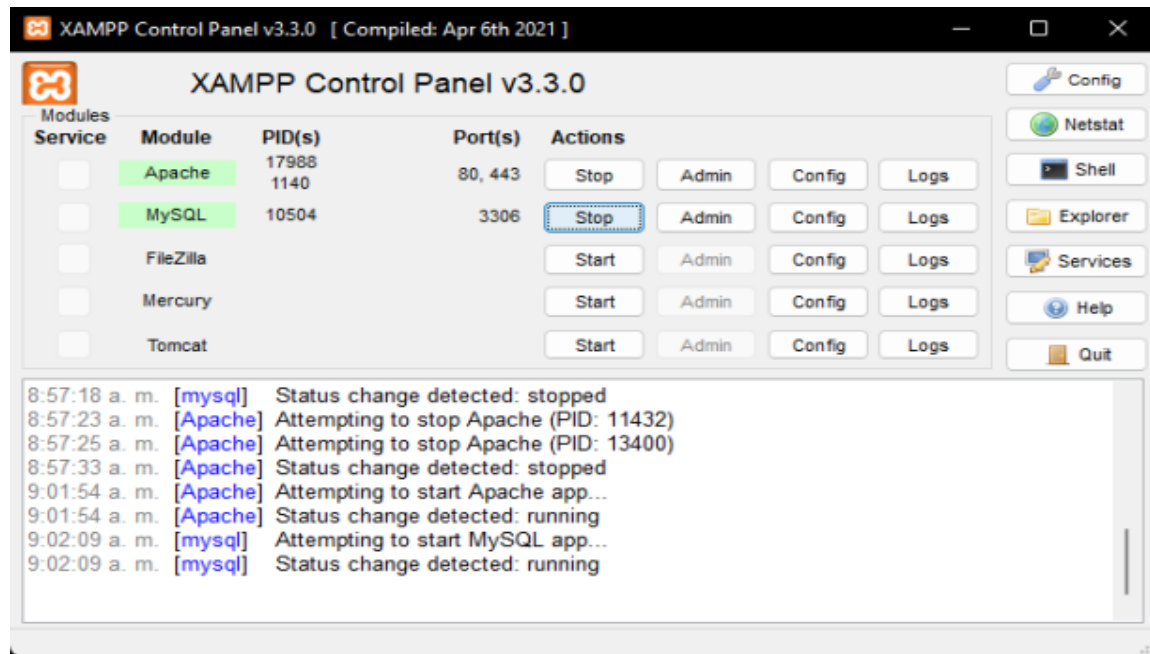 XAMPP Control Panel v3.3.0 [ Compiled: Apr 6th 2021 ]
XAMPP Control Panel v3.3.0
Config
Modules
Service Module PID(s) Port(s) Actions
Netstat
Apache 17988 1140 80, 443 Stop Admin Config Logs
Shell
MySQL 10504 3306 Stop Admin Config Logs
Explorer
FileZilla Start Admin Config Logs
Services
Mercury Start Admin Config Logs
Help
Tomcat Start Admin Config Logs
Quit
8:57:18 a. m. [mysql] Status change detected: stopped
8:57:23 a. m. [Apache] Attempting to stop Apache (PID: 11432)
8:57:25 a. m. [Apache] Attempting to stop Apache (PID: 13400)
8:57:33 a. m. [Apache] Status change detected: stopped
9:01:54 a. m. [Apache] Attempting to start Apache app...
9:01:54 a. m. [Apache] Status change detected: running
9:02:09 a. m. [mysql] Attempting to start MySQL app...
9:02:09 a. m. [mysql] Status change detected: running